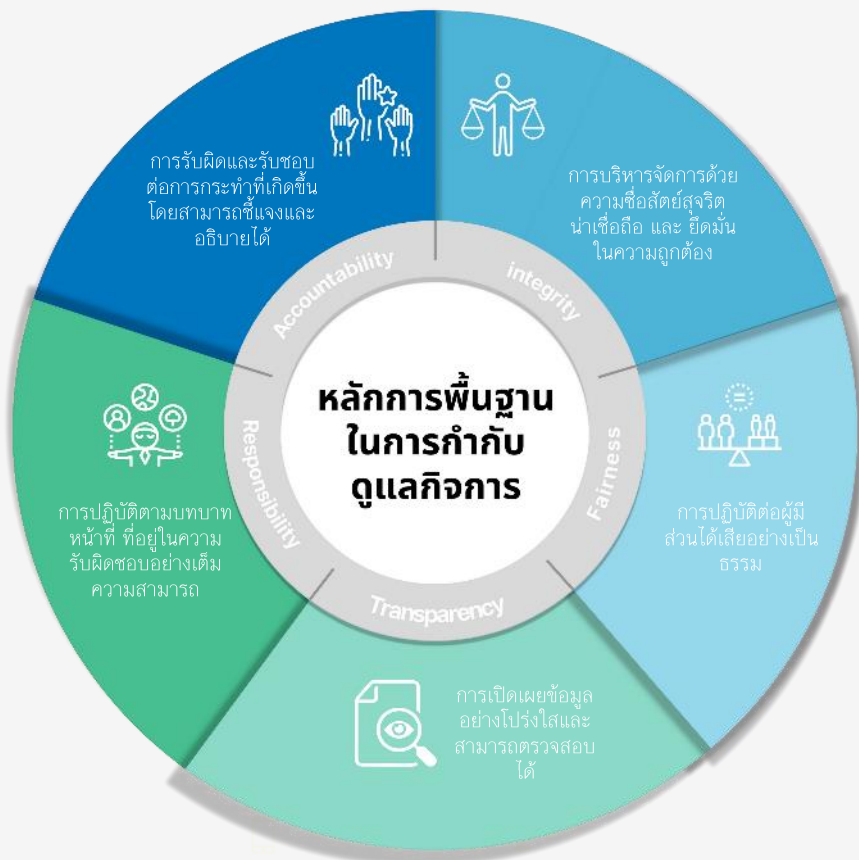 การรับผิดและรับชอบ
ต่อการกระทำที่เกิดขึ้น
โดยสามารถชี้แจงและ
อธิบายได้
การบริหารจัดการด้วย
ความซื่อสัตย์สุจริต
น่าเชื่อถือ และ ยึดมั่น
ในความถูกต้อง
Accountability
integrity
หลักการพื้นฐาน
ในการกำกับ
ดูแลกิจการ
Responsibility
Fairness
การปฏิบัติตามบทบาท
หน้าที่ ที่อยู่ในความ
รับผิดชอบอย่างเต็ม
ความสามารถ
การปฏิบัติต่อผู้มี
ส่วนได้เสียอย่างเป็น
ธรรม
Transparency
การเปิดเผยข้อมูล
อย่างโปร่งใสและ
สามารถตรวจสอบ
ได้